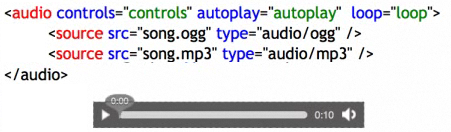 <audio controls="controls" autoplay="autoplay" loop="loop">
<source src="song.ogg" type="audio/ogg" />
<source src="song.mp3" type="audio/mp3" />
</audio>
0:00
0:10